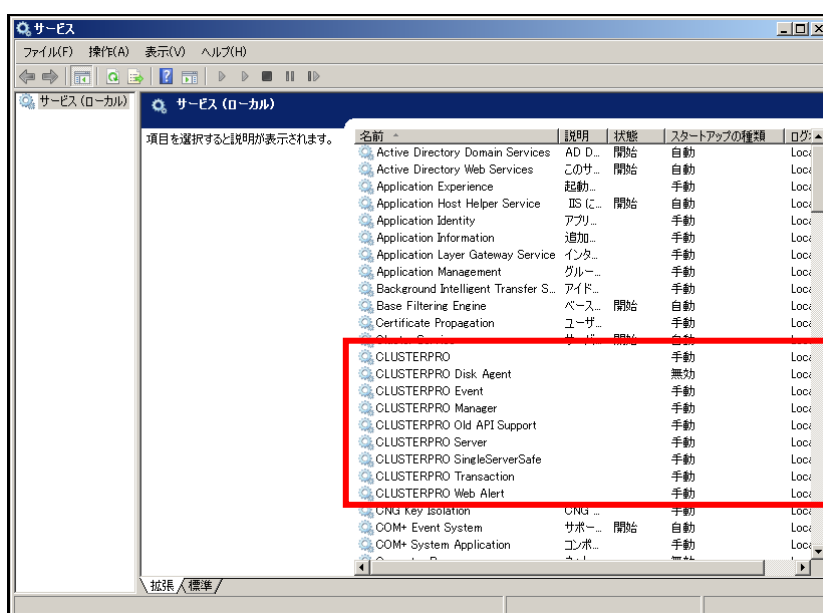 サービス
ファイル(F) 操作(A) 表示(V) ヘルプ(H)
サービス (ローカル)
サービス (ローカル)
項目を選択すると説明が表示されます。
名前 説明 状態 スタートアップの種類 ログ
Active Directory Domain Services AD D... 開始 自動 Loca
Active Directory Web Services このサ... 開始 自動 Loca
Application Experience 起動... 手動 Loca
Application Host Helper Service IIS (に... 開始 自動 Loca
Application Identity アプリ... 手動 Loca
Application Information 追加... 手動 Loca
Application Layer Gateway Service インタ... 手動 Loca
Application Management グルー... 手動 Loca
Background Intelligent Transfer S... アイド... 手動 Loca
Base Filtering Engine ベース... 開始 自動 Loca
Certificate Propagation ユーザ... 手動 Loca
CLUSTERPRO 手動 Loca
CLUSTERPRO Disk Agent 無効 Loca
CLUSTERPRO Event 手動 Loca
CLUSTERPRO Manager 手動 Loca
CLUSTERPRO Old API Support 手動 Loca
CLUSTERPRO Server 手動 Loca
CLUSTERPRO SingleServerSafe 手動 Loca
CLUSTERPRO Transaction 手動 Loca
CLUSTERPRO Web Alert 手動 Loca
CNG Key Isolation CNG ... 手動 Loca
COM+ Event System サポー... 開始 自動 Loca
COM+ System Application コンポ... 手動 Loca
拡張 標準